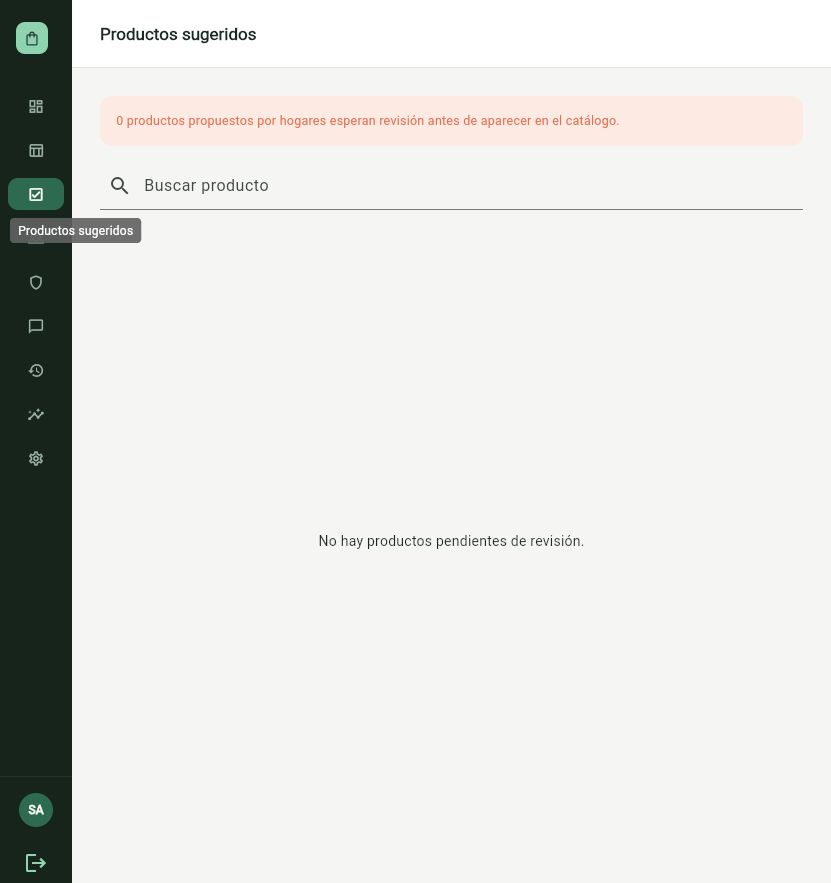 Productos sugeridos
0 productos propuestos por hogares esperan revisión antes de aparecer en el catálogo.
Buscar producto
Productos sugeridos
No hay productos pendientes de revisión.
SA